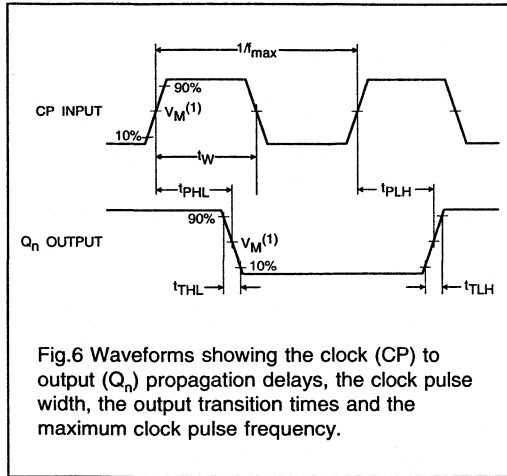 1/fmax
90%
CP INPUT
VM(1)
10%
tW
tPHL
tPLH
90%
Qn OUTPUT
VM(1)
10%
tTHL
tTLH
Fig.6 Waveforms showing the clock (CP) to
output (Qn) propagation delays, the clock pulse
width, the output transition times and the
maximum clock pulse frequency.